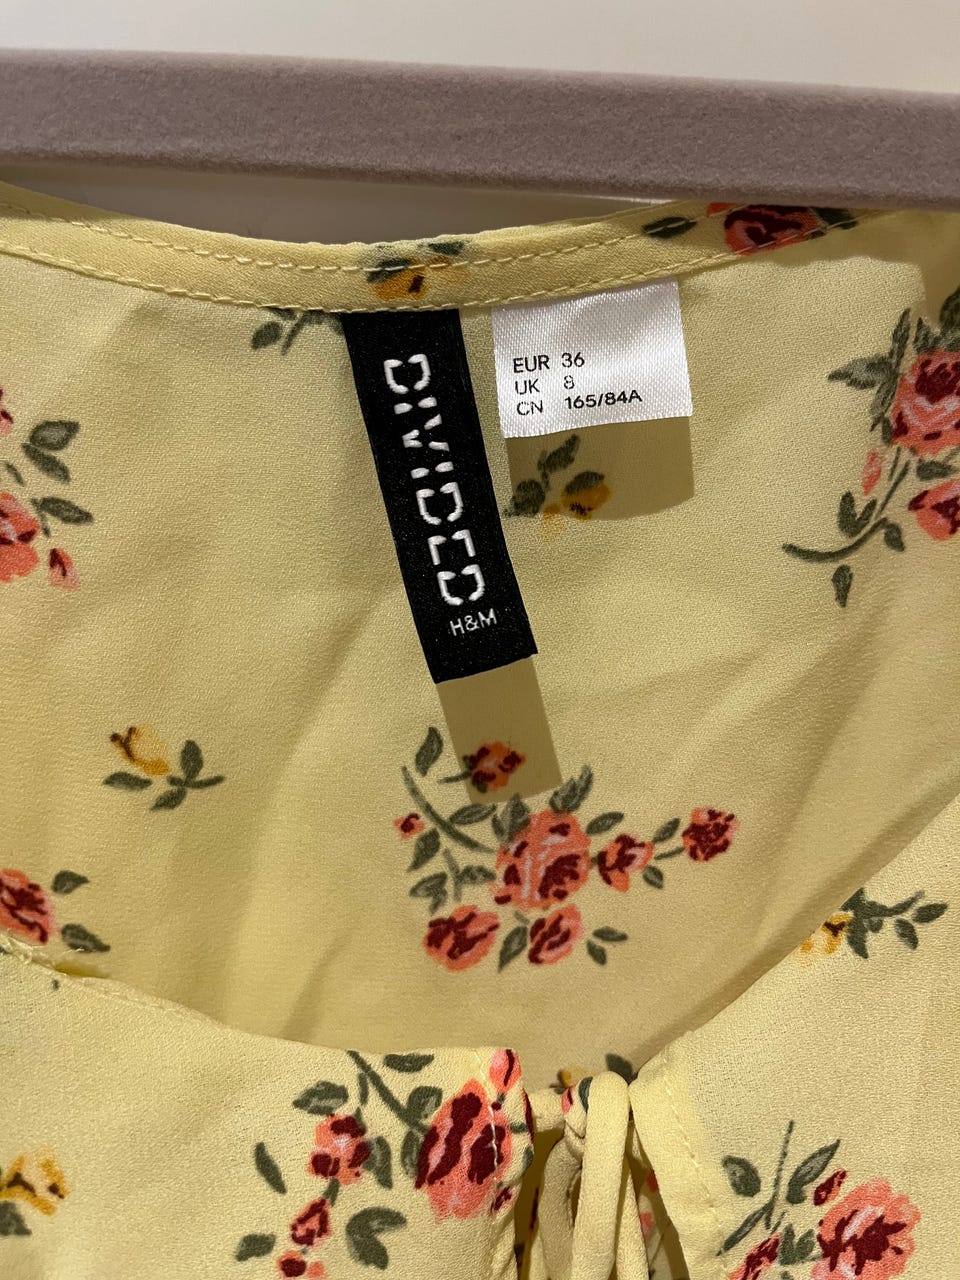 DIVIDED
H&M
EUR 36
UK 8
CN 165/84A